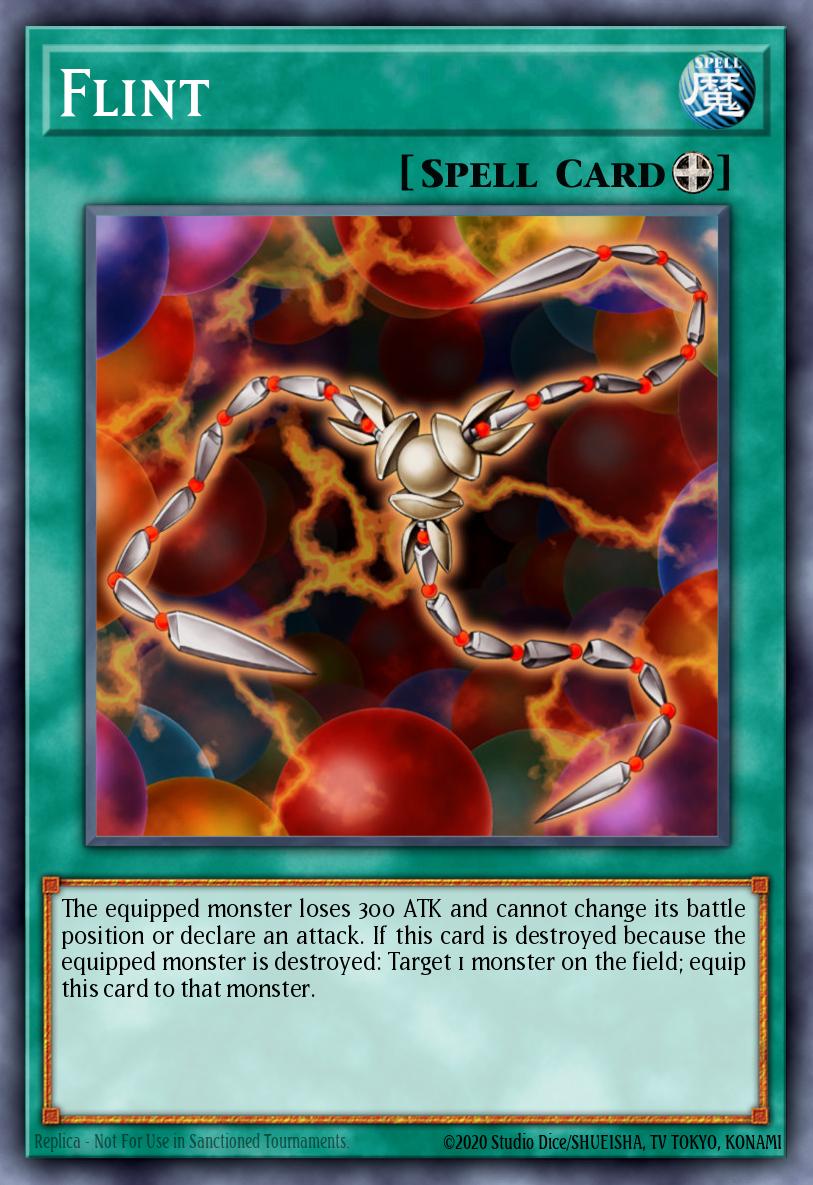 Flint
SPELL
魔
[Spell Card]
The equipped monster loses 300 ATK and cannot change its battle
position or declare an attack. If this card is destroyed because the
equipped monster is destroyed: Target 1 monster on the field; equip
this card to that monster.
Replica - Not For Use in Sanctioned Tournaments.
©2020 Studio Dice/SHUEISHA, TV TOKYO, KONAMI